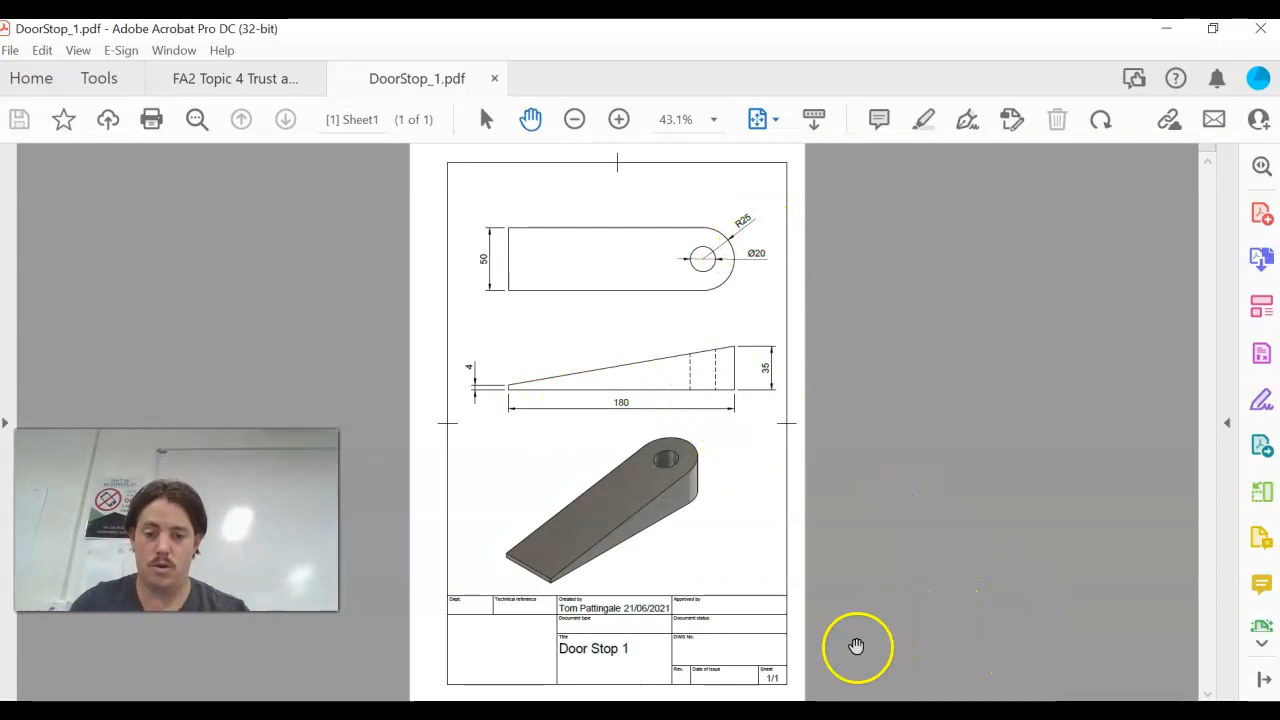 DoorStop_1.pdf - Adobe Acrobat Pro DC (32-bit)
File Edit View E-Sign Window Help
Home Tools FA2 Topic 4 Trust a... DoorStop_1.pdf ×
[1] Sheet1 (1 of 1) 43.1%
R25
50
Ø20
4
35
180
Dept. Technical reference Created by Approved by
Tom Pattingale 21/06/2021
Document type Document status
Title DWG No.
Door Stop 1
Rev. Date of issue Sheet
1/1